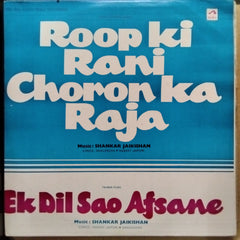 Roop ki
Rani
Choron ka
Raja
Music: SHANKAR JAIKISHAN
Ek Dil Sao Afsane
Music: SHANKAR JAIKISHAN